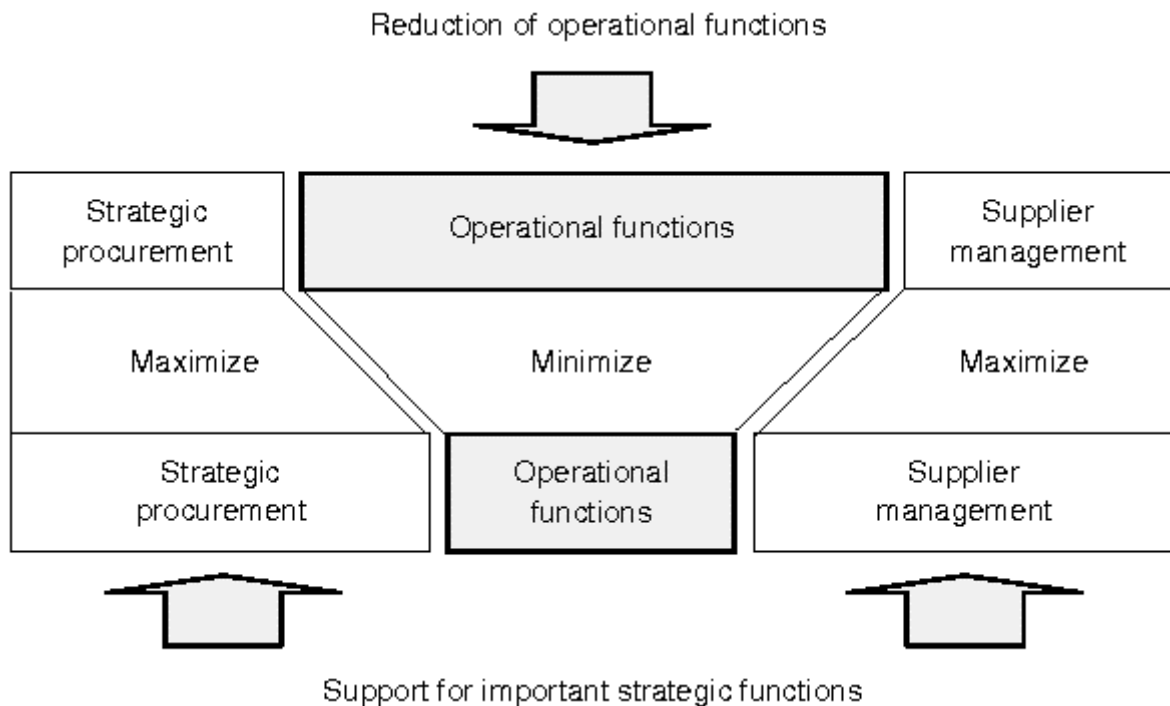 Reduction of operational functions
Strategic
procurement
Operational functions
Supplier
management
Maximize
Minimize
Maximize
Strategic
procurement
Operational
functions
Supplier
management
Support for important strategic functions